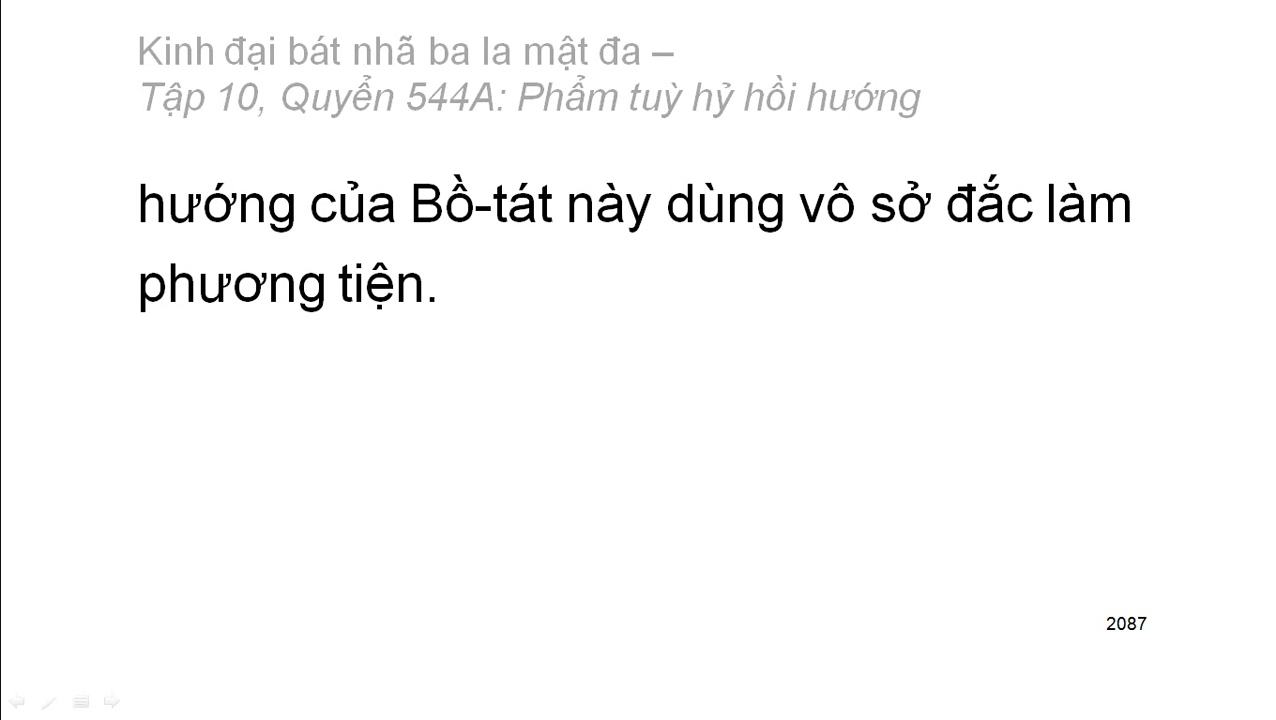 Kinh đại bát nhã ba la mật đa –
Tập 10, Quyển 544A: Phẩm tuỳ hỷ hồi hướng
hướng của Bồ-tát này dùng vô sở đắc làm
phương tiện.
2087